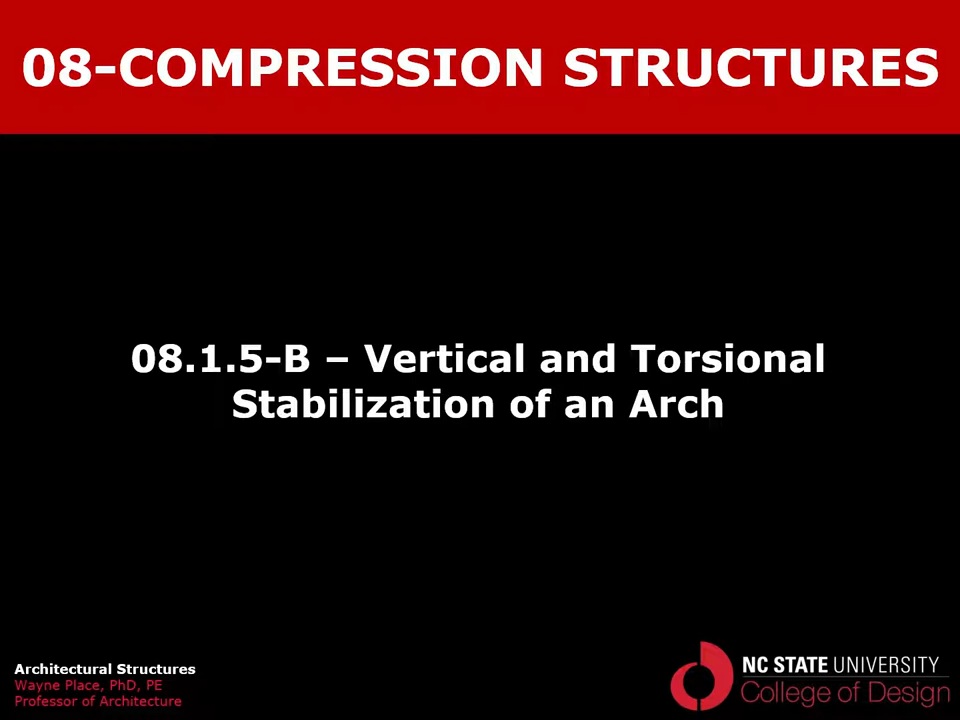 08-COMPRESSION STRUCTURES
08.1.5-B – Vertical and Torsional
Stabilization of an Arch
Architectural Structures
Wayne Place, PhD, PE
Professor of Architecture
NC STATE UNIVERSITY
College of Design